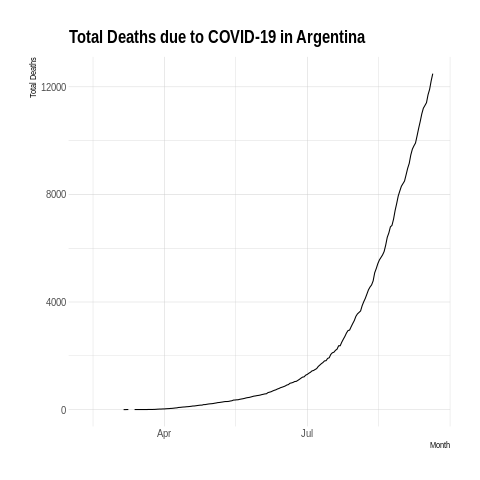 Total Deaths due to COVID-19 in Argentina
Total Deaths
12000
8000
4000
0
Apr Jul
Month